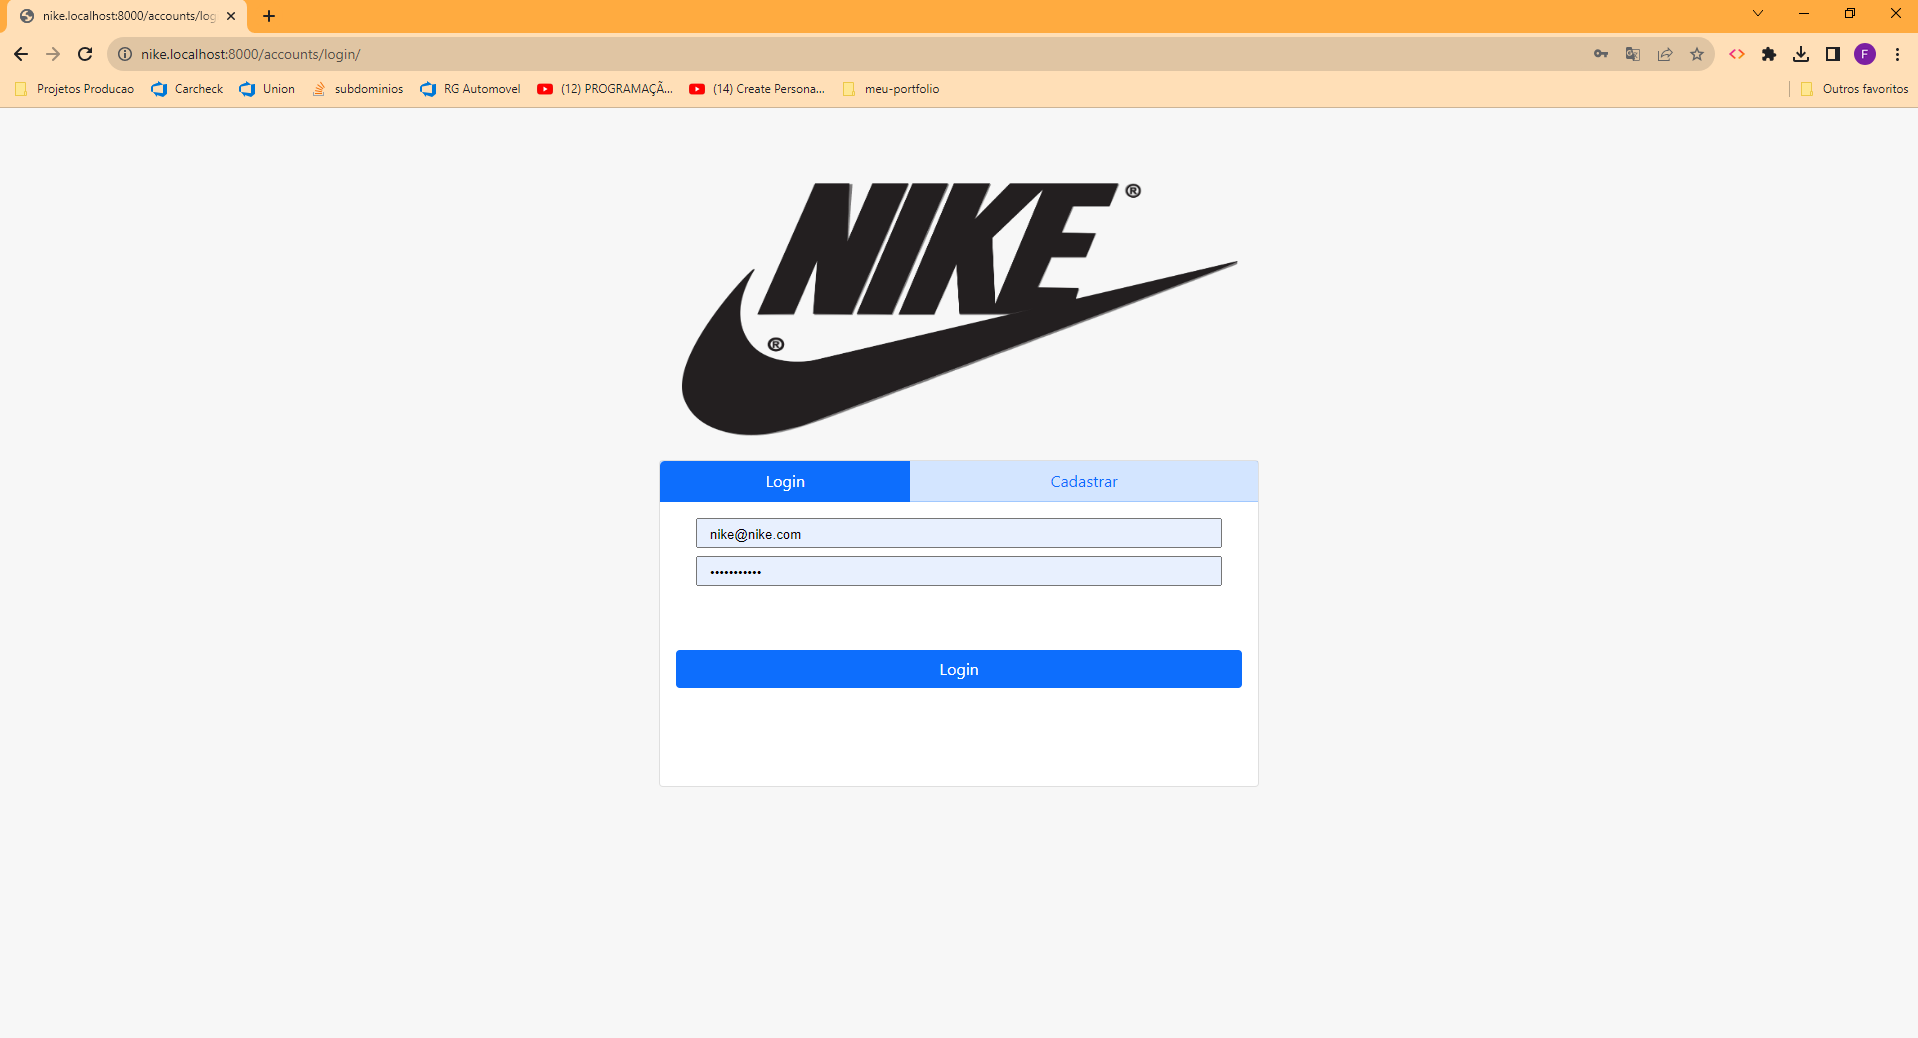 nike.localhost:8000/accounts/log
nike.localhost:8000/accounts/login/
F
Projetos Producao Carcheck Union subdominios RG Automovel (12) PROGRAMAÇÃ... (14) Create Persona... meu-portfolio Outros favoritos
NIKE ®
®
Login Cadastrar
nike@nike.com
•••••••••••
Login